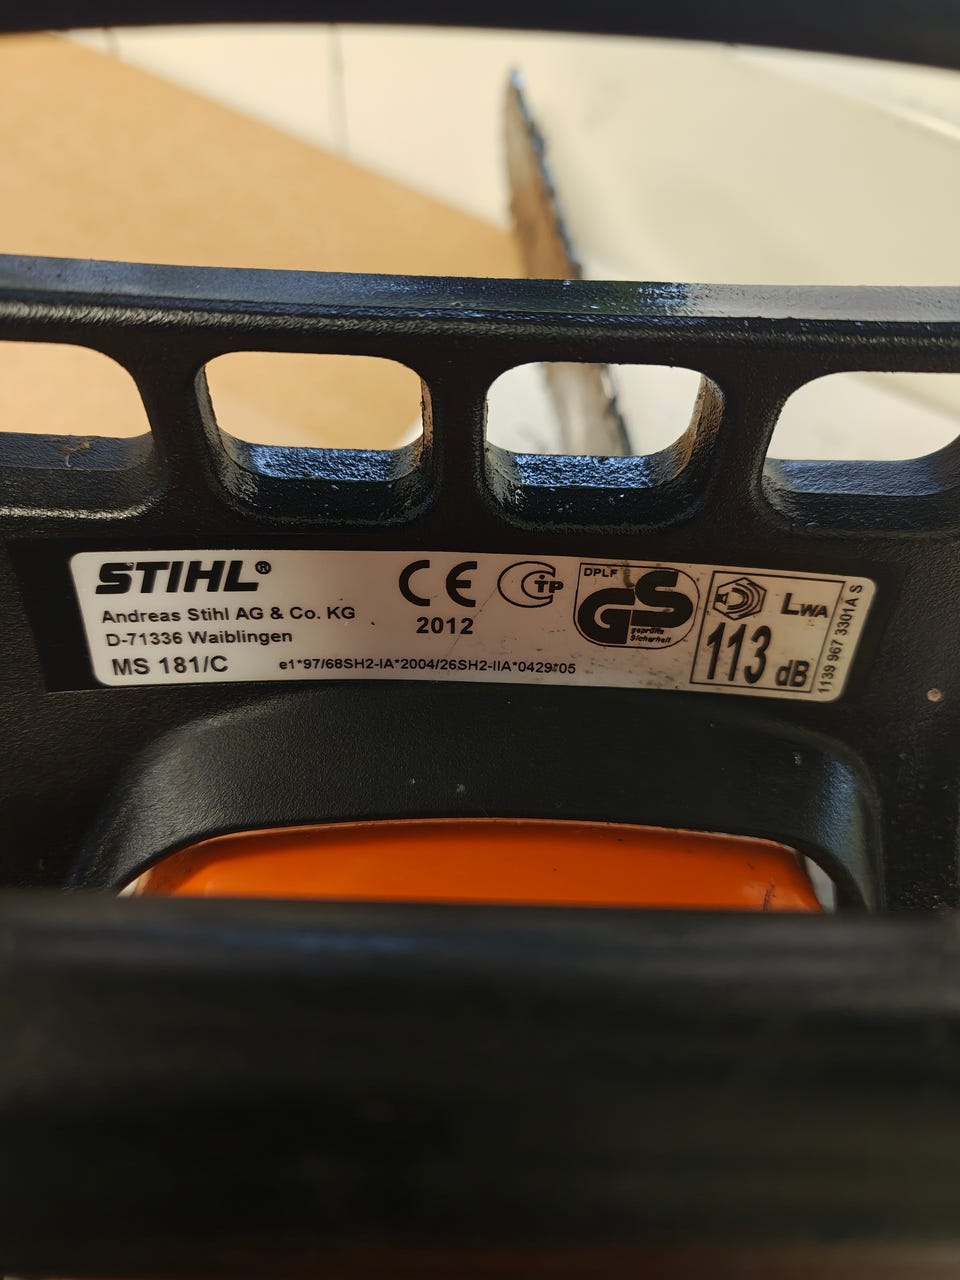 STIHL®
Andreas Stihl AG & Co. KG
D-71336 Waiblingen
MS 181/C
CE
2012
e1*97/68SH2-IA*2004/26SH2-IIA*0429*05
CTP
DPLF
GS
geprüfte
Sicherheit
LWA
113 dB
1139 967 3301A S